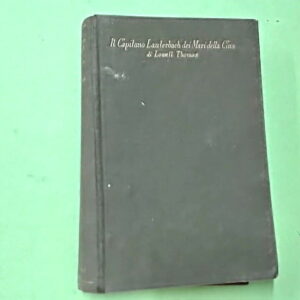 Il Capitano Lauterbach dei Mari della Cina
di Lowell Thomas